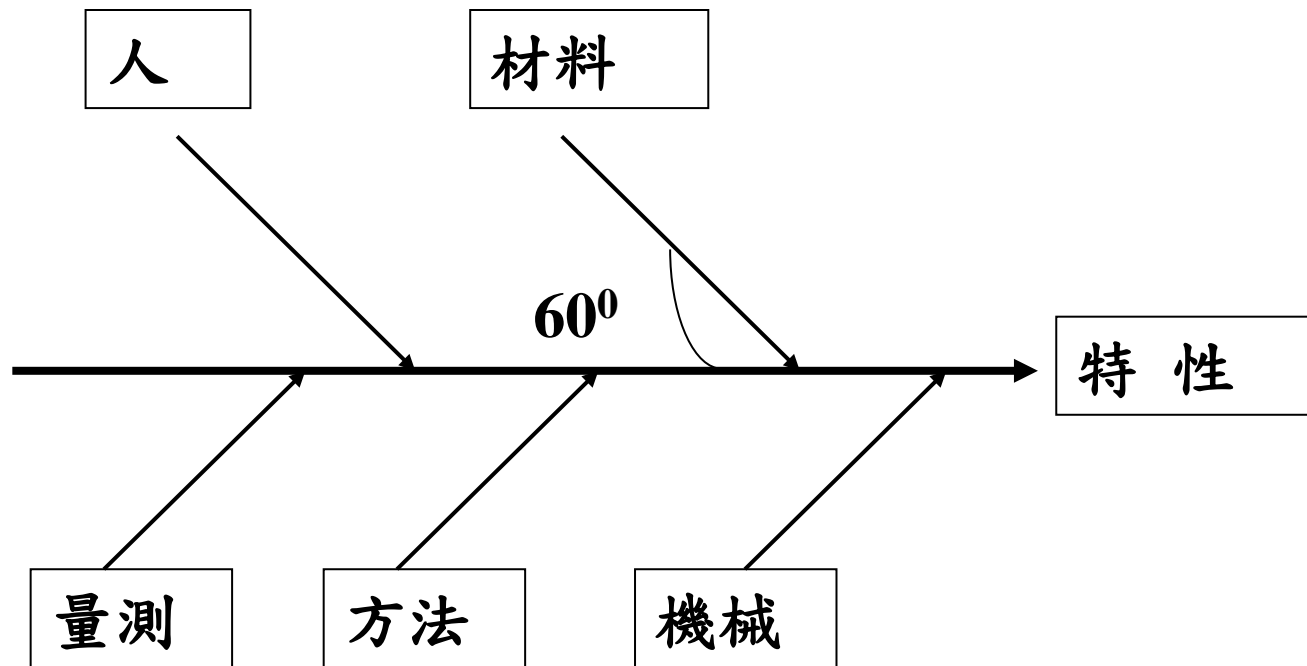 人
材料
60⁰
特 性
量測
方法
機械